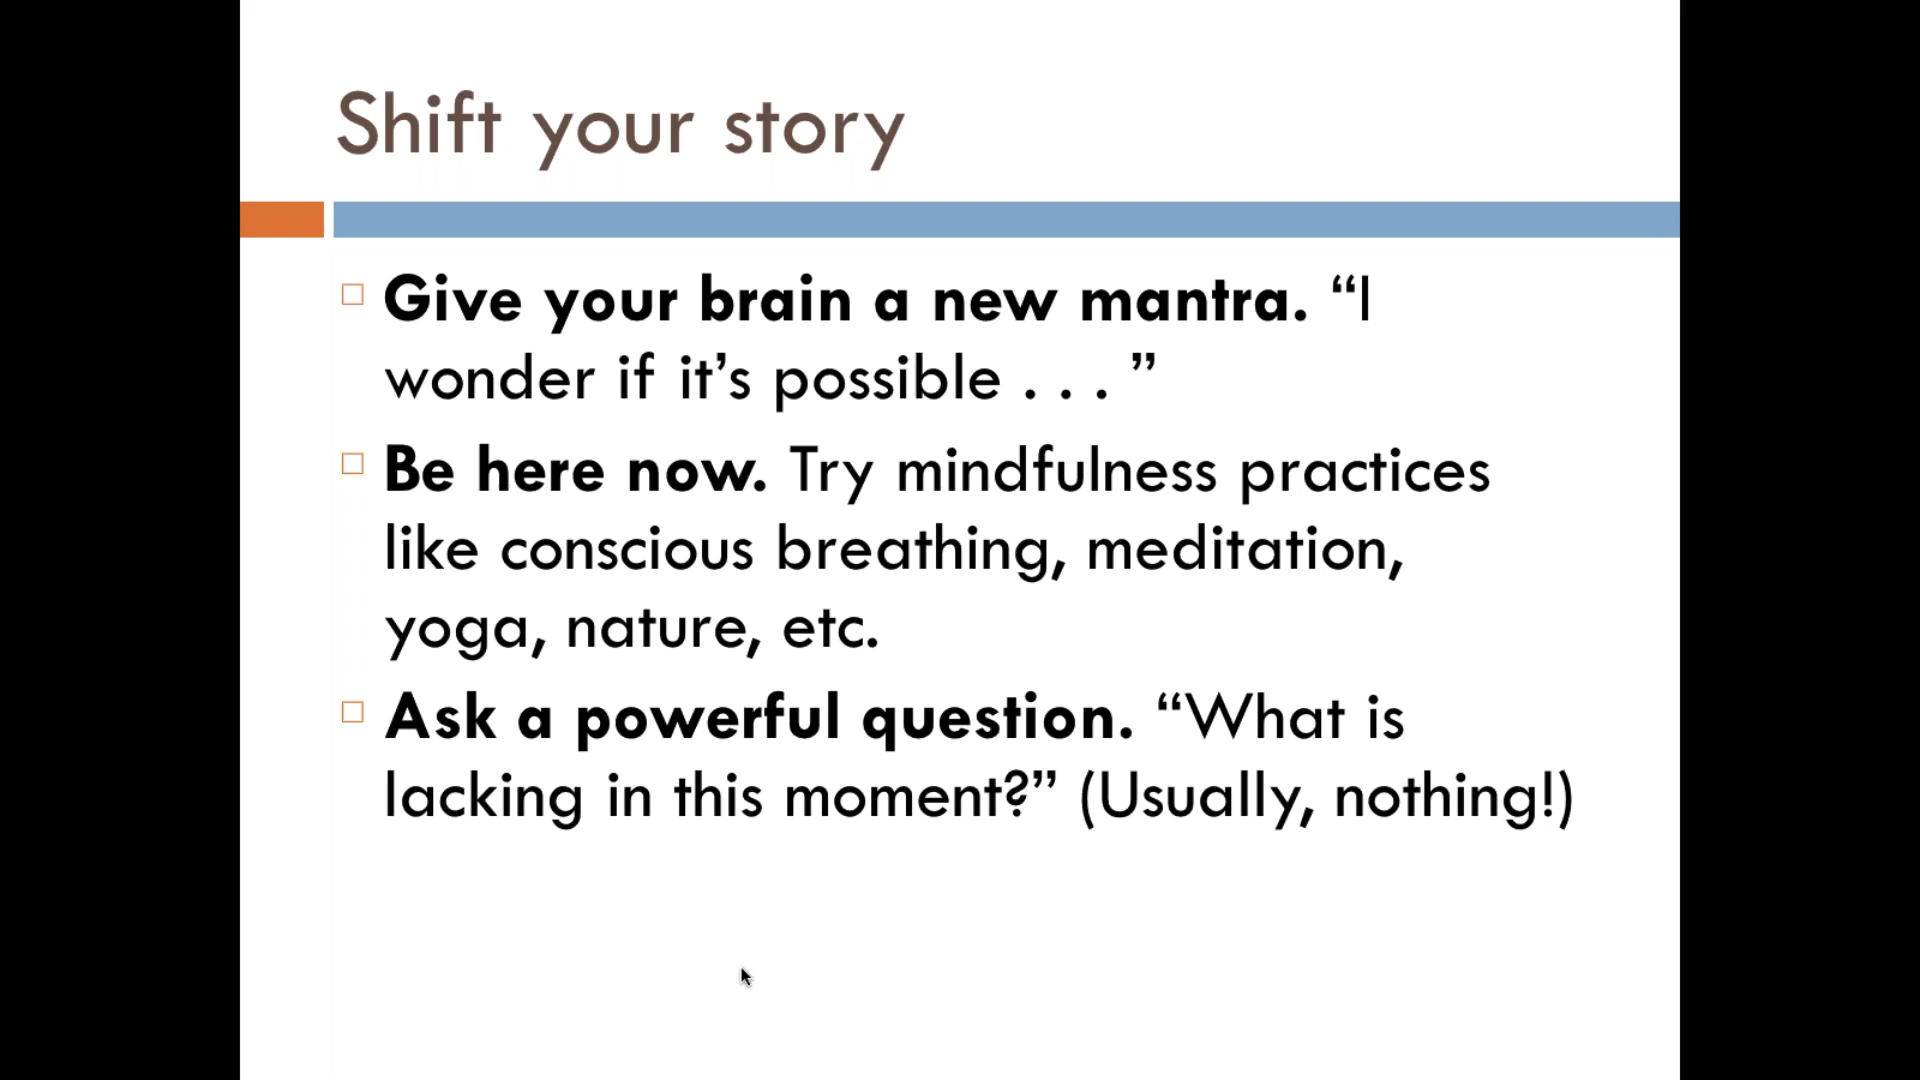 Shift your story
Give your brain a new mantra. “I
wonder if it’s possible . . . ”
Be here now. Try mindfulness practices
like conscious breathing, meditation,
yoga, nature, etc.
Ask a powerful question. “What is
lacking in this moment?” (Usually, nothing!)